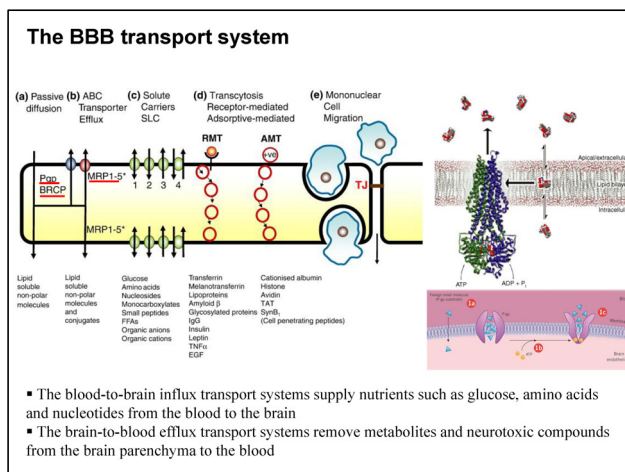 The BBB transport system
(a) Passive diffusion
(b) ABC Transporter Efflux
(c) Solute Carriers SLC
(d) Transcytosis Receptor-mediated Adsorptive-mediated
(e) Mononuclear Cell Migration
RMT
AMT
+ve
Pgp
BRCP
MRP1-5*
1 2 3 4
TJ
MRP1-5*
Lipid
soluble
non-polar
molecules
Lipid
soluble
non-polar
molecules
and
conjugates
Glucose
Amino acids
Nucleosides
Monocarboxylates
Small peptides
FFAs
Organic anions
Organic cations
Transferrin
Melanotransferrin
Lipoproteins
Amyloid β
Glycosylated proteins
IgG
Insulin
Leptin
TNFα
EGF
Cationised albumin
Histone
Avidin
TAT
SynB₁
(Cell penetrating peptides)
Apical/extracellular
Lipid bilayer
Intracellular
ATP
ADP + Pi
1a
1c
1b
▪ The blood-to-brain influx transport systems supply nutrients such as glucose, amino acids
and nucleotides from the blood to the brain
▪ The brain-to-blood efflux transport systems remove metabolites and neurotoxic compounds
from the brain parenchyma to the blood